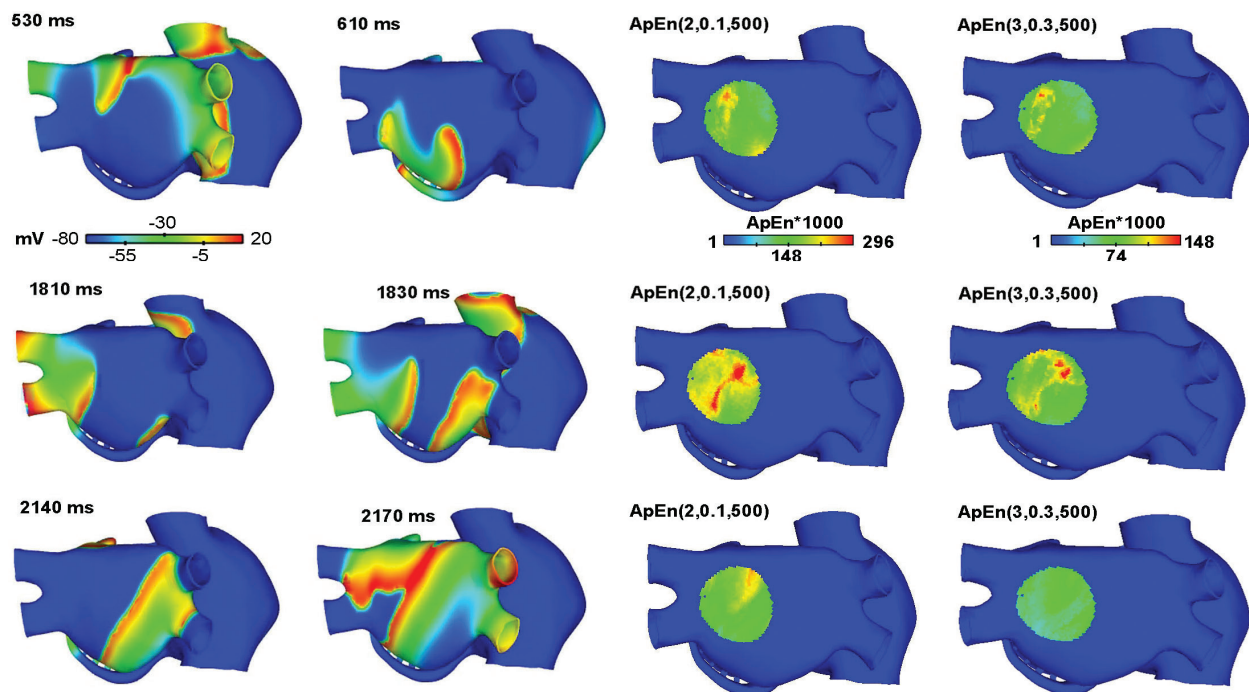 530 ms
610 ms
ApEn(2,0.1,500)
ApEn(3,0.3,500)
mV -80 -55 -30 -5 20
ApEn*1000
1 148 296
ApEn*1000
1 74 148
1810 ms
1830 ms
ApEn(2,0.1,500)
ApEn(3,0.3,500)
2140 ms
2170 ms
ApEn(2,0.1,500)
ApEn(3,0.3,500)